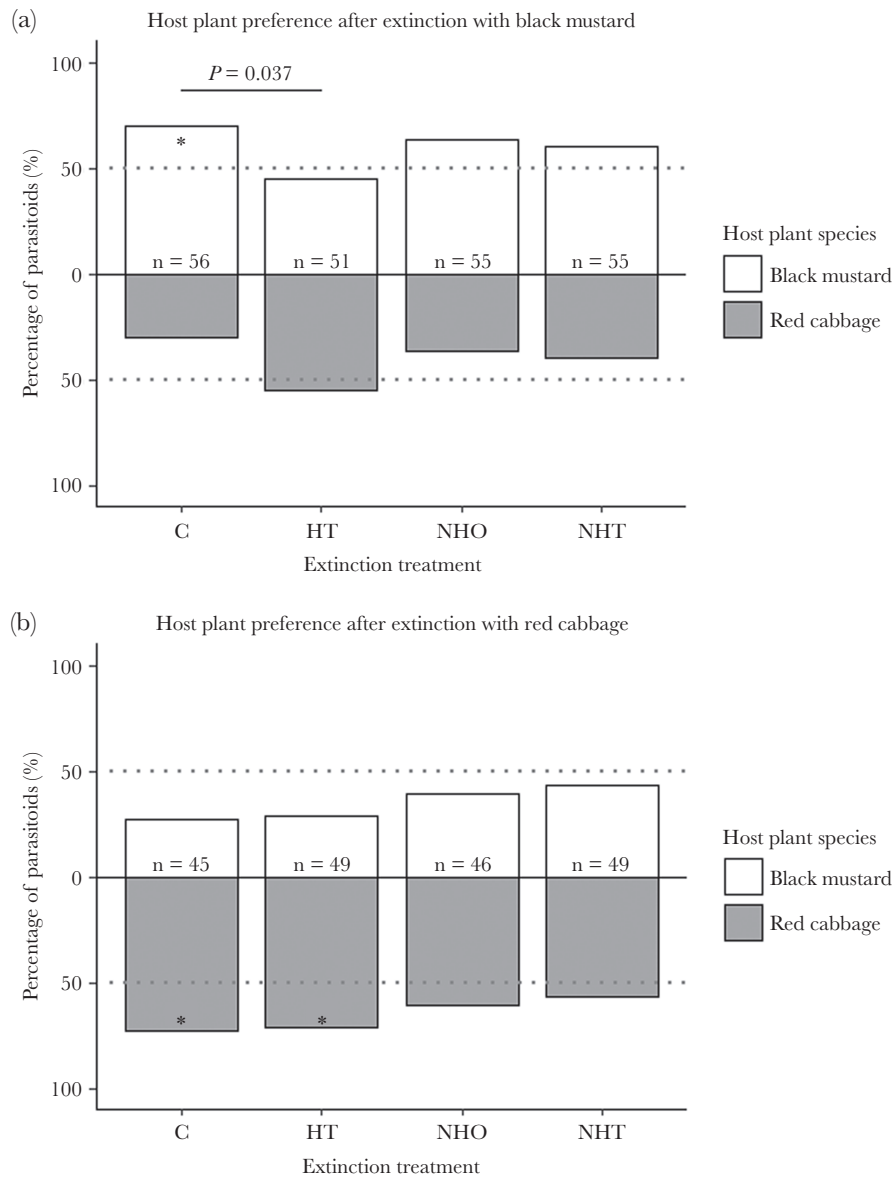 (a)
Host plant preference after extinction with black mustard
Percentage of parasitoids (%)
100
50
0
50
100
P = 0.037
*
n = 56
n = 51
n = 55
n = 55
C
HT
NHO
NHT
Extinction treatment
Host plant species
Black mustard
Red cabbage
(b)
Host plant preference after extinction with red cabbage
Percentage of parasitoids (%)
100
50
0
50
100
n = 45
n = 49
n = 46
n = 49
*
*
C
HT
NHO
NHT
Extinction treatment
Host plant species
Black mustard
Red cabbage